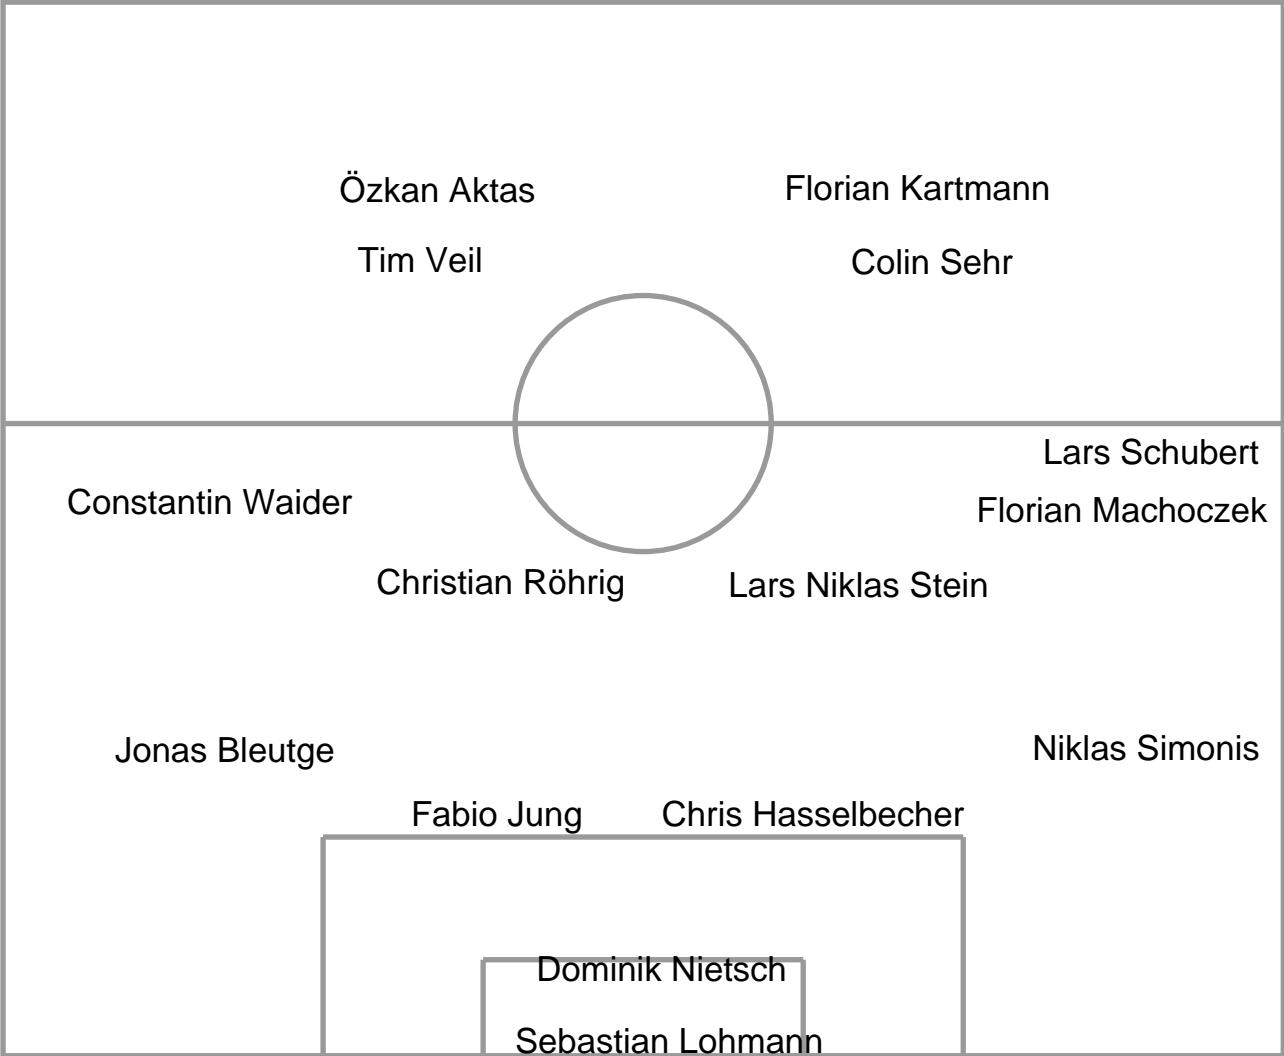 Özkan Aktas
Florian Kartmann
Tim Veil
Colin Sehr
Lars Schubert
Constantin Waider
Florian Machoczek
Christian Röhrig
Lars Niklas Stein
Jonas Bleutge
Niklas Simonis
Fabio Jung
Chris Hasselbecher
Dominik Nietsch
Sebastian Lohmann